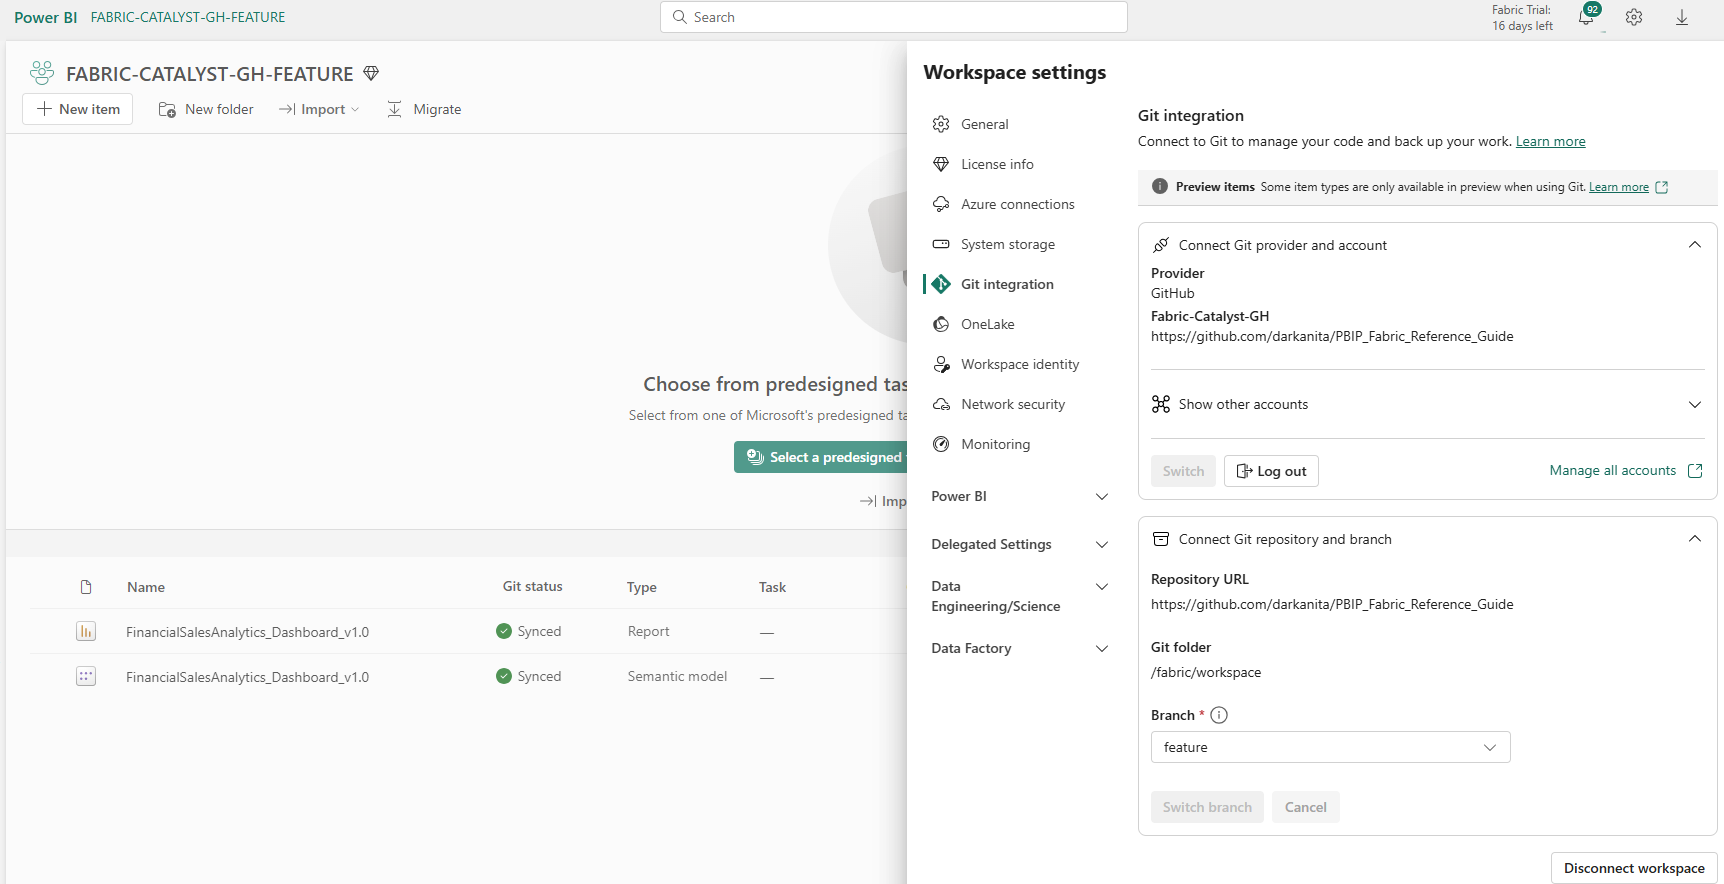 Power BI FABRIC-CATALYST-GH-FEATURE
Search
Fabric Trial:
16 days left
92
FABRIC-CATALYST-GH-FEATURE
New item
New folder
Import
Migrate
Choose from predesigned tas
Select from one of Microsoft's predesigned ta
Select a predesigned
Imp
Name Git status Type Task
FinancialSalesAnalytics_Dashboard_v1.0 Synced Report —
FinancialSalesAnalytics_Dashboard_v1.0 Synced Semantic model —
Workspace settings
General
License info
Azure connections
System storage
Git integration
OneLake
Workspace identity
Network security
Monitoring
Power BI
Delegated Settings
Data
Engineering/Science
Data Factory
Git integration
Connect to Git to manage your code and back up your work. Learn more
Preview items Some item types are only available in preview when using Git. Learn more
Connect Git provider and account
Provider
GitHub
Fabric-Catalyst-GH
https://github.com/darkanita/PBIP_Fabric_Reference_Guide
Show other accounts
Switch
Log out
Manage all accounts
Connect Git repository and branch
Repository URL
https://github.com/darkanita/PBIP_Fabric_Reference_Guide
Git folder
/fabric/workspace
Branch *
feature
Switch branch
Cancel
Disconnect workspace